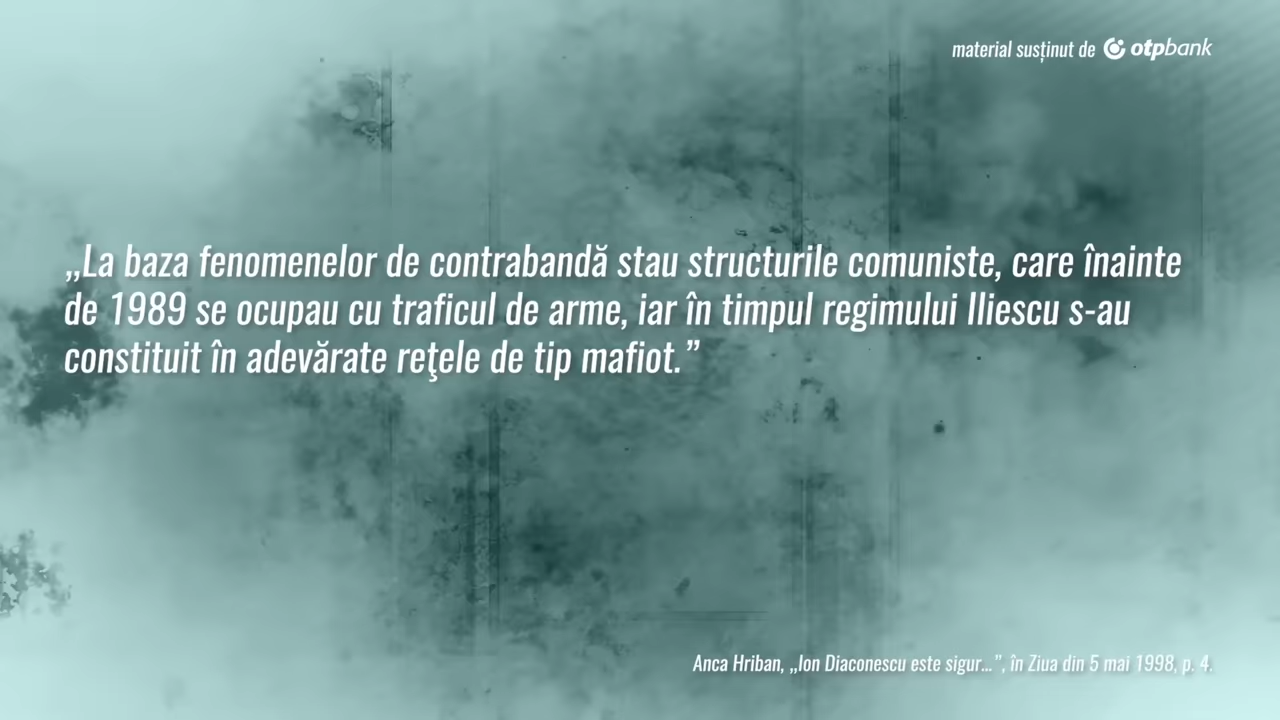 material susținut de otpbank
„La baza fenomenelor de contrabandă stau structurile comuniste, care înainte
de 1989 se ocupau cu traficul de arme, iar în timpul regimului Iliescu s-au
constituit în adevărate reţele de tip mafiot.”
Anca Hriban, „Ion Diaconescu este sigur...”, în Ziua din 5 mai 1998, p. 4.